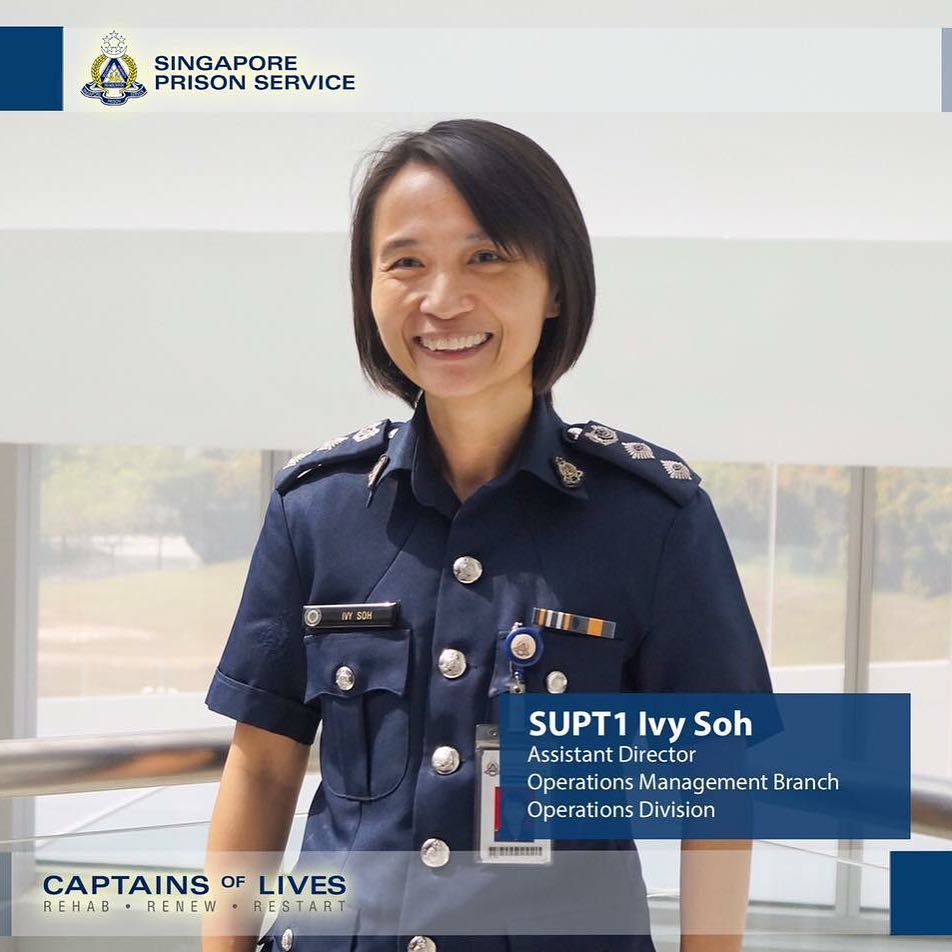 SINGAPORE
PRISON SERVICE
IVY SOH
SUPT1 Ivy Soh
Assistant Director
Operations Management Branch
Operations Division
CAPTAINS OF LIVES
REHAB • RENEW • RESTART